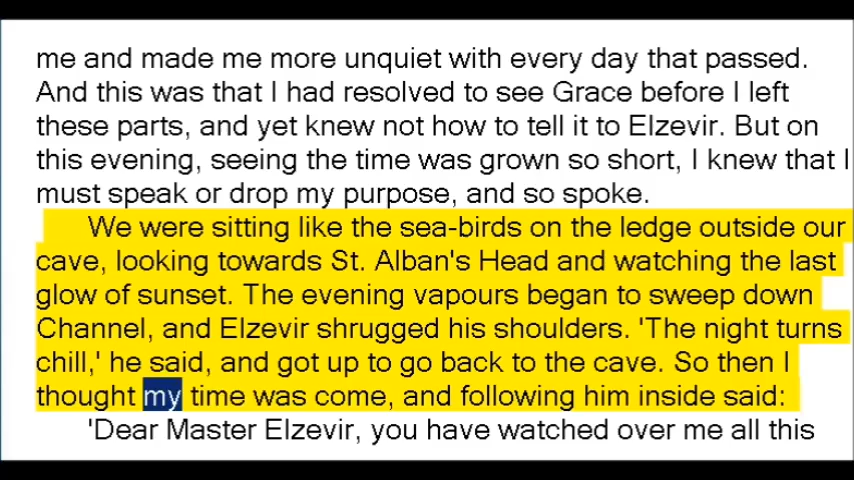 me and made me more unquiet with every day that passed.
And this was that I had resolved to see Grace before I left
these parts, and yet knew not how to tell it to Elzevir. But on
this evening, seeing the time was grown so short, I knew that I
must speak or drop my purpose, and so spoke.
We were sitting like the sea-birds on the ledge outside our
cave, looking towards St. Alban's Head and watching the last
glow of sunset. The evening vapours began to sweep down
Channel, and Elzevir shrugged his shoulders. 'The night turns
chill,' he said, and got up to go back to the cave. So then I
thought my time was come, and following him inside said:
'Dear Master Elzevir, you have watched over me all this